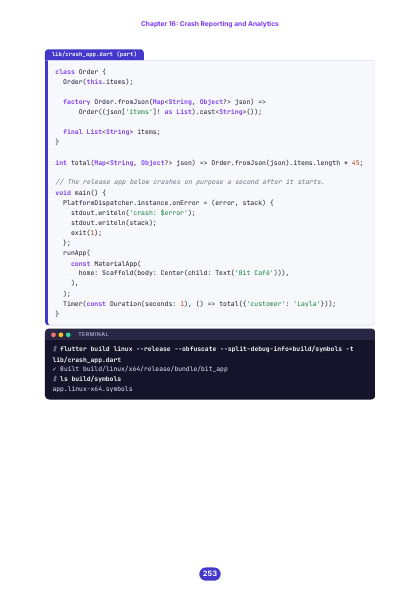 Chapter 16: Crash Reporting and Analytics
lib/crash_app.dart (part)
class Order {
  Order(this.items);

  factory Order.fromJson(Map<String, Object?> json) =>
      Order((json['items']! as List).cast<String>());

  final List<String> items;
}

int total(Map<String, Object?> json) => Order.fromJson(json).items.length * 45;

// The release app below crashes on purpose a second after it starts.
void main() {
  PlatformDispatcher.instance.onError = (error, stack) {
    stdout.writeln('crash: $error');
    stdout.writeln(stack);
    exit(1);
  };
  runApp(
    const MaterialApp(
      home: Scaffold(body: Center(child: Text('Bit Café'))),
    ),
  );
  Timer(const Duration(seconds: 1), () => total({'customer': 'Layla'}));
}
TERMINAL
$ flutter build linux --release --obfuscate --split-debug-info=build/symbols -t
lib/crash_app.dart
✓ Built build/linux/x64/release/bundle/bit_app
$ ls build/symbols
app.linux-x64.symbols
253